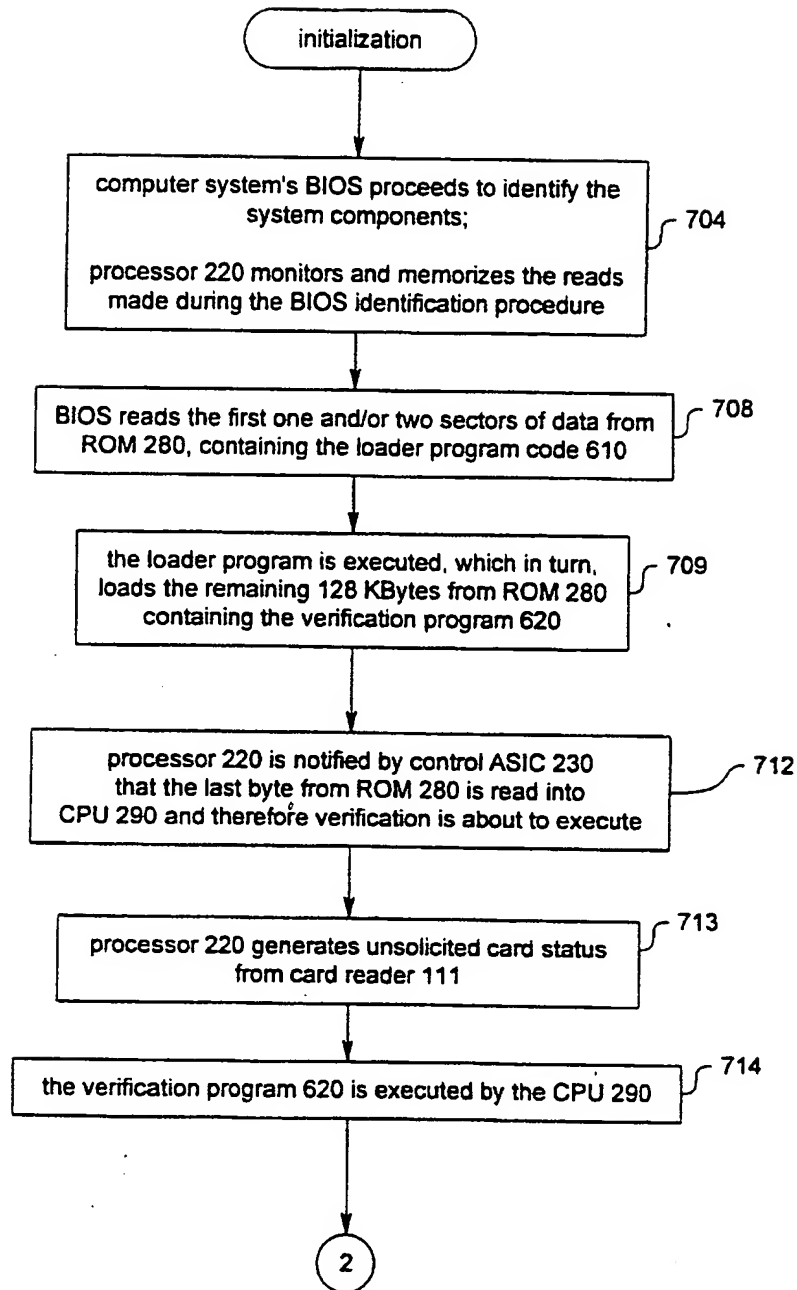 initialization
computer system's BIOS proceeds to identify the
system components;
processor 220 monitors and memorizes the reads
made during the BIOS identification procedure
704
BIOS reads the first one and/or two sectors of data from
ROM 280, containing the loader program code 610
708
the loader program is executed, which in turn,
loads the remaining 128 KBytes from ROM 280
containing the verification program 620
709
processor 220 is notified by control ASIC 230
that the last byte from ROM 280 is read into
CPU 290 and therefore verification is about to execute
712
processor 220 generates unsolicited card status
from card reader 111
713
the verification program 620 is executed by the CPU 290
714
2